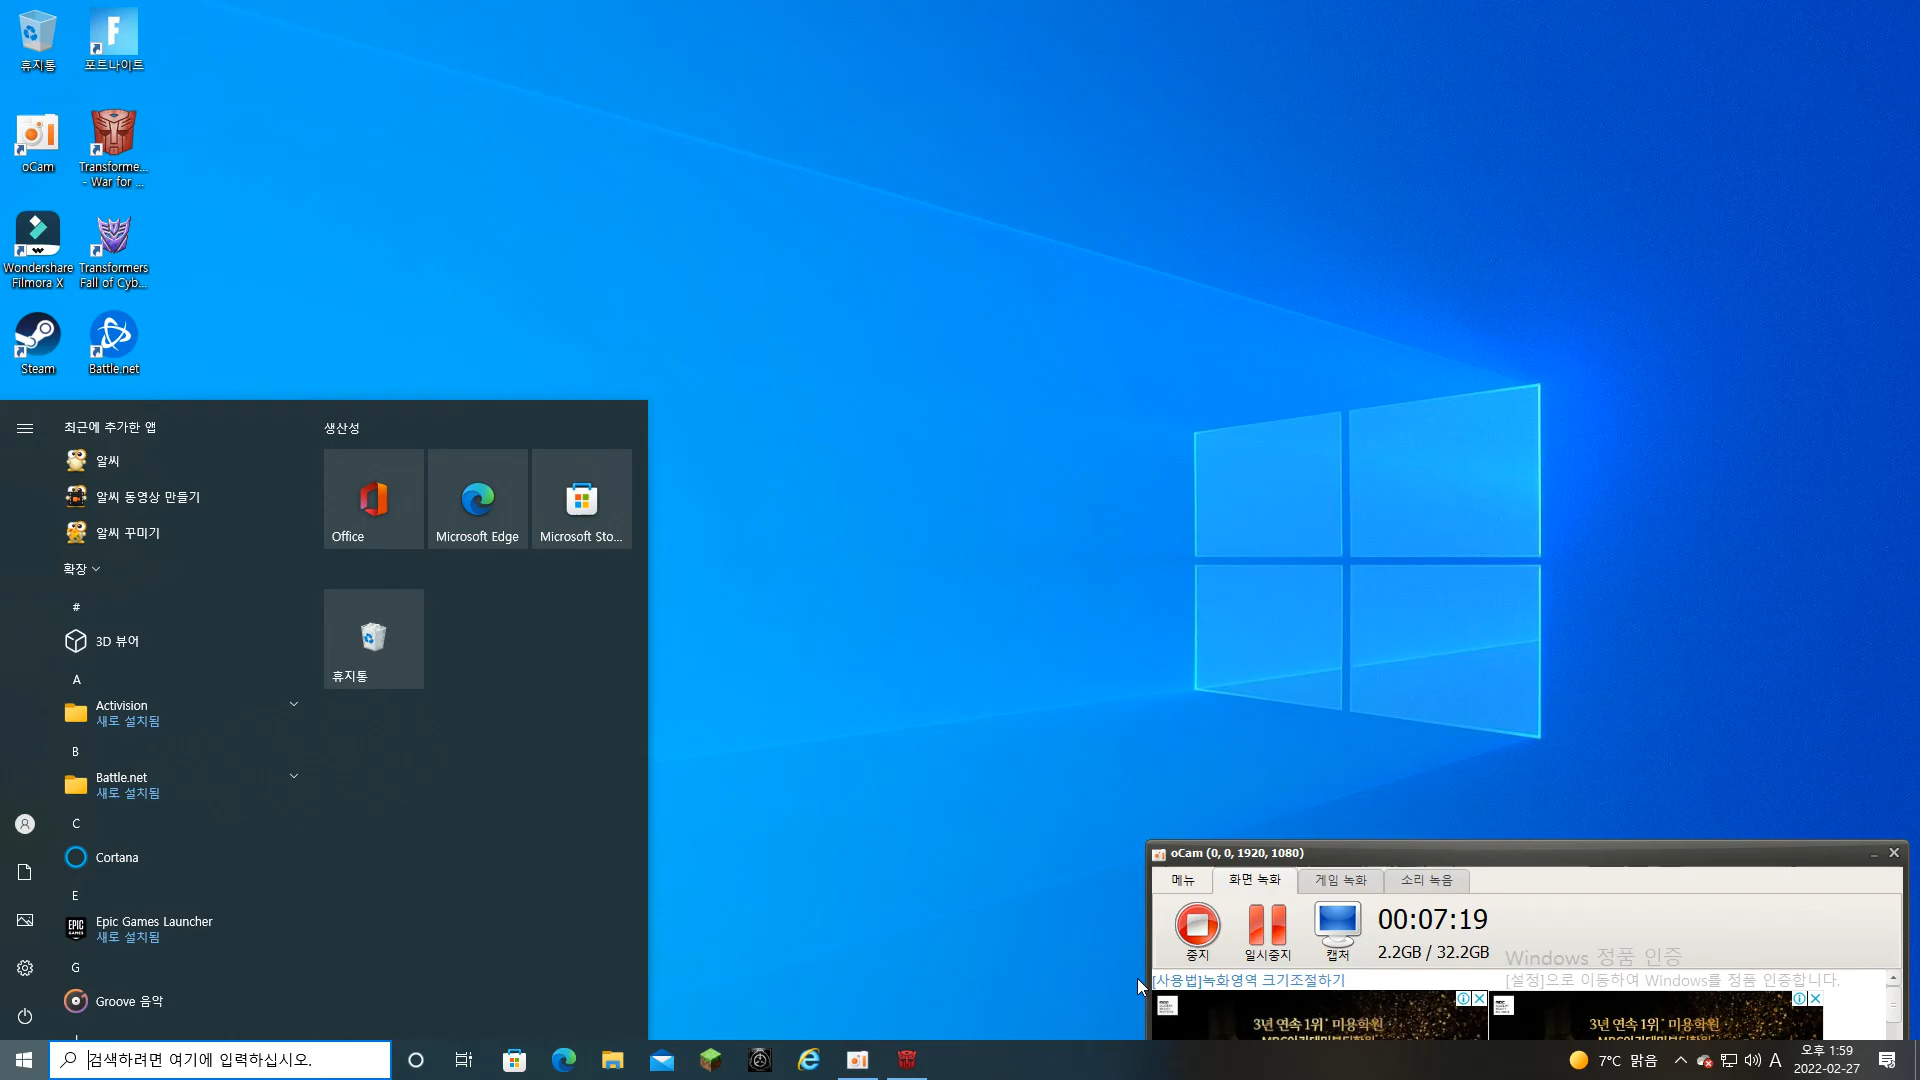 휴지통
포트나이트
oCam
Transforme...
- War for ...
Wondershare
Filmora X
Transformers
Fall of Cyb...
Steam
Battle.net
최근에 추가한 앱
알씨
알씨 동영상 만들기
알씨 꾸미기
확장
#
3D 뷰어
A
Activision
새로 설치됨
B
Battle.net
새로 설치됨
C
Cortana
E
Epic Games Launcher
새로 설치됨
G
Groove 음악
생산성
Office
Microsoft Edge
Microsoft Sto...
휴지통
oCam (0, 0, 1920, 1080)
메뉴
화면 녹화
게임 녹화
소리 녹음
중지
일시중지
캡처
00:07:19
2.2GB / 32.2GB
Windows 정품 인증
[설정]으로 이동하여 Windows를 정품 인증합니다.
[사용법]녹화영역 크기조절하기
3년 연속 1위* 미용학원
3년 연속 1위* 미용학원
검색하려면 여기에 입력하십시오.
7°C 맑음
A
오후 1:59
2022-02-27